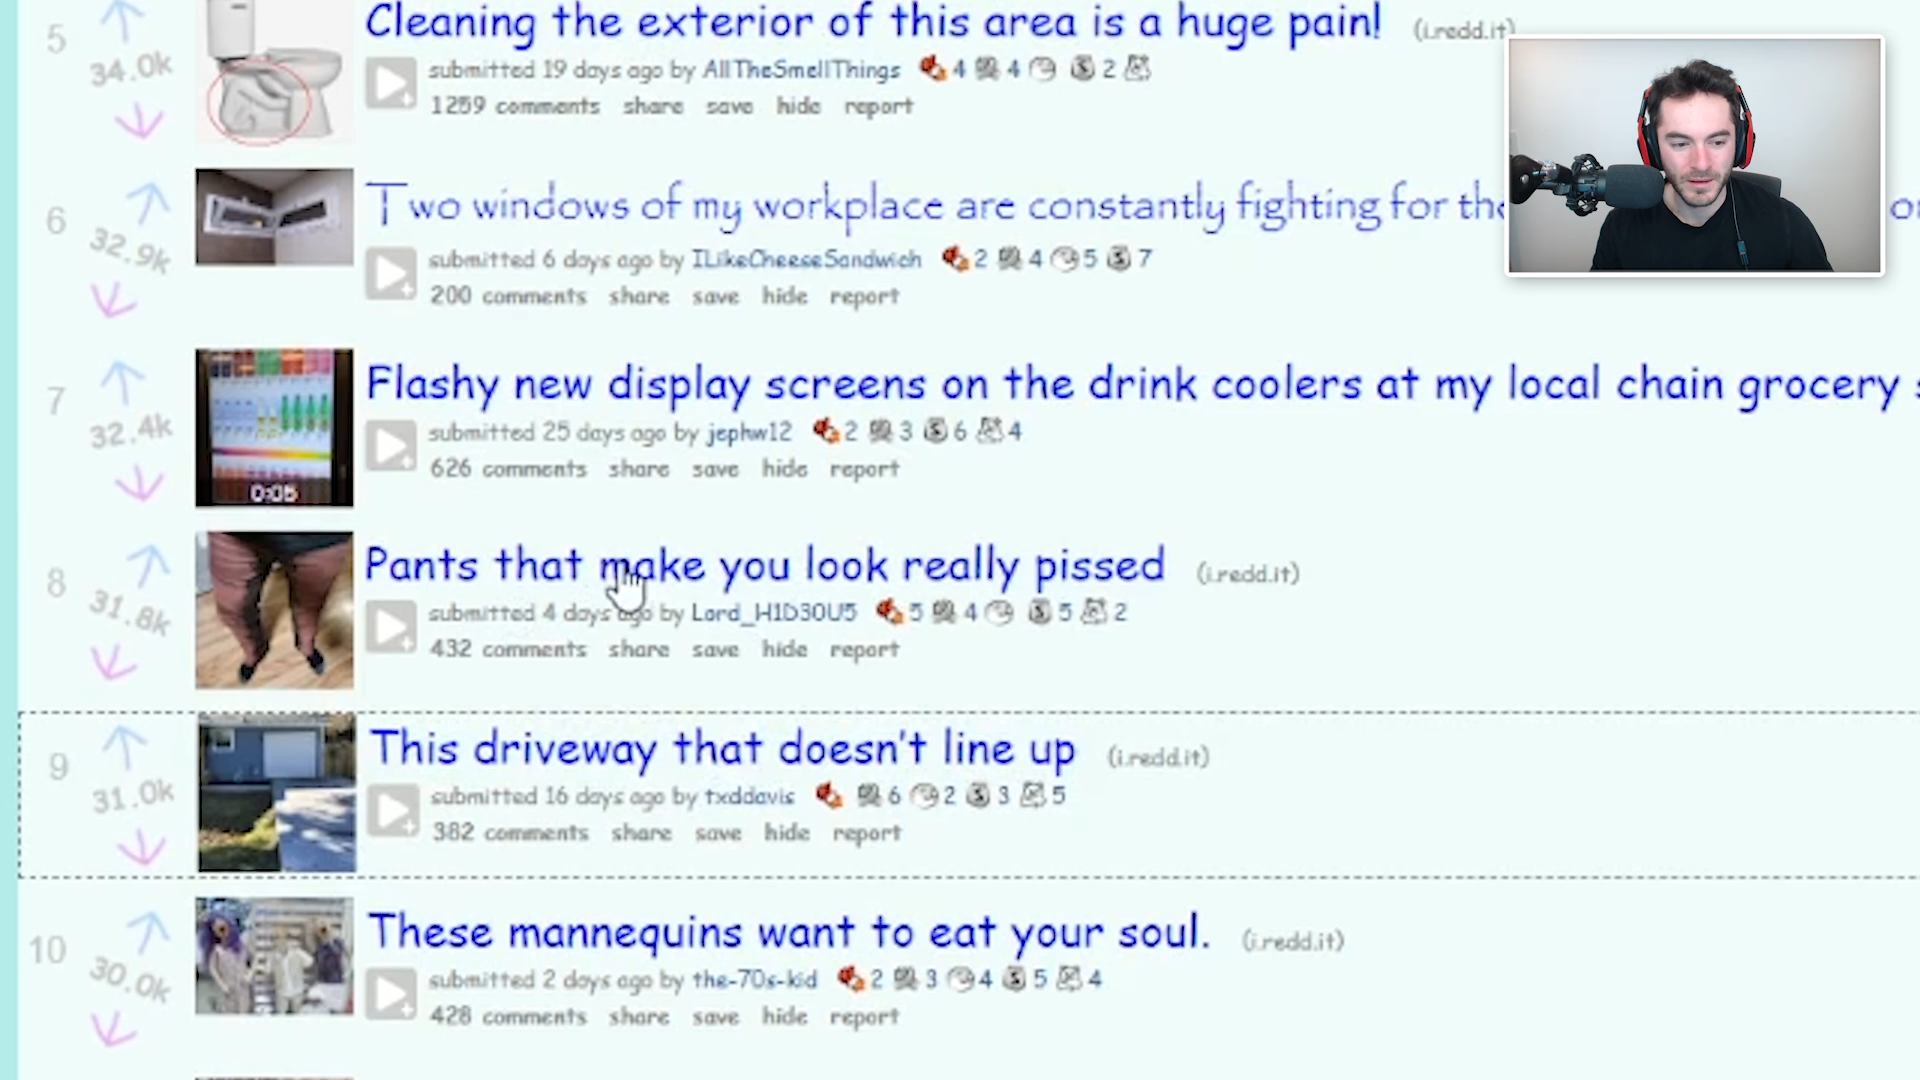 5
Cleaning the exterior of this area is a huge pain! (i.redd.it)
34.0k
submitted 19 days ago by AllTheSmellThings 4 4 2
1259 comments share save hide report
6
Two windows of my workplace are constantly fighting for the
32.9k
submitted 6 days ago by ILikeCheeseSandwich 2 4 5 7
200 comments share save hide report
7
Flashy new display screens on the drink coolers at my local chain grocery s
32.4k
submitted 25 days ago by jephw12 2 3 6 4
626 comments share save hide report
0:05
8
Pants that make you look really pissed (i.redd.it)
31.8k
submitted 4 days ago by Lord_H1D30U5 5 4 5 2
432 comments share save hide report
9
This driveway that doesn't line up (i.redd.it)
31.0k
submitted 16 days ago by txddavis 6 2 3 5
382 comments share save hide report
10
These mannequins want to eat your soul. (i.redd.it)
30.0k
submitted 2 days ago by the-70s-kid 2 3 4 5 4
428 comments share save hide report